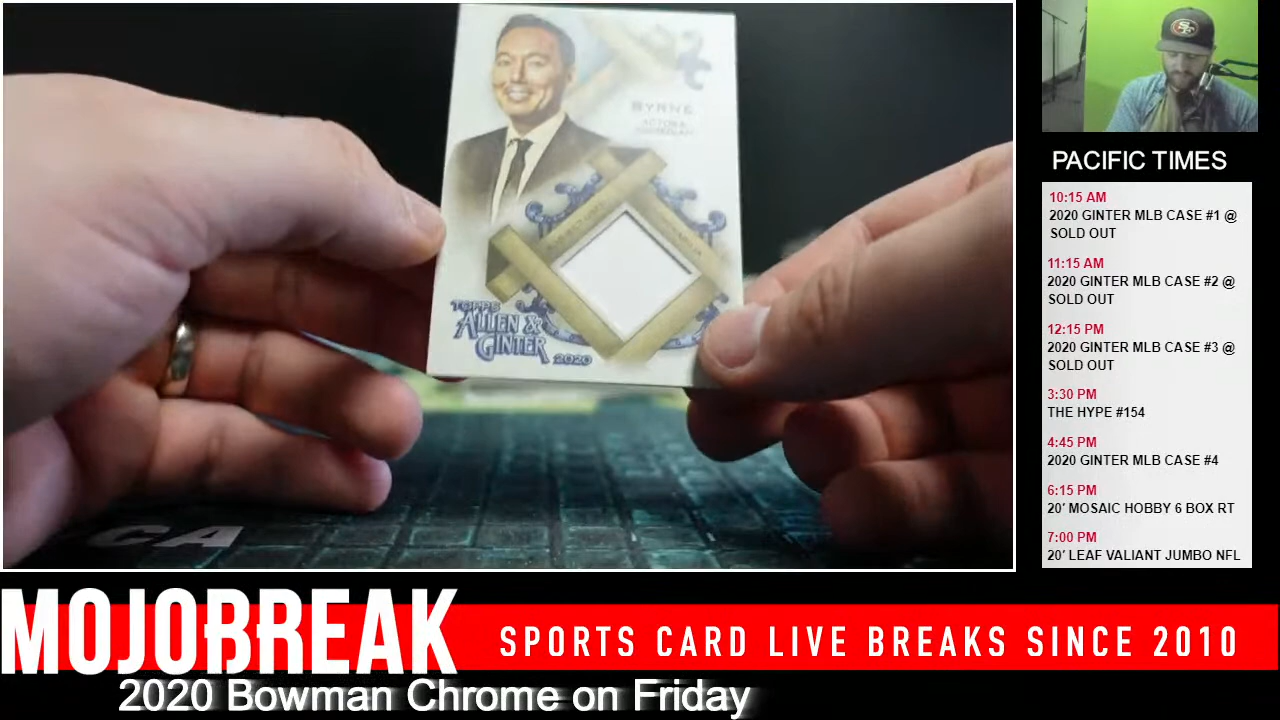 BYRNE
TOPPS
ALLEN &
GINTER
2020
CA
SF
PACIFIC TIMES
10:15 AM
2020 GINTER MLB CASE #1 @
SOLD OUT
11:15 AM
2020 GINTER MLB CASE #2 @
SOLD OUT
12:15 PM
2020 GINTER MLB CASE #3 @
SOLD OUT
3:30 PM
THE HYPE #154
4:45 PM
2020 GINTER MLB CASE #4
6:15 PM
20' MOSAIC HOBBY 6 BOX RT
7:00 PM
20' LEAF VALIANT JUMBO NFL
MOJOBREAK
SPORTS CARD LIVE BREAKS SINCE 2010
2020 Bowman Chrome on Friday